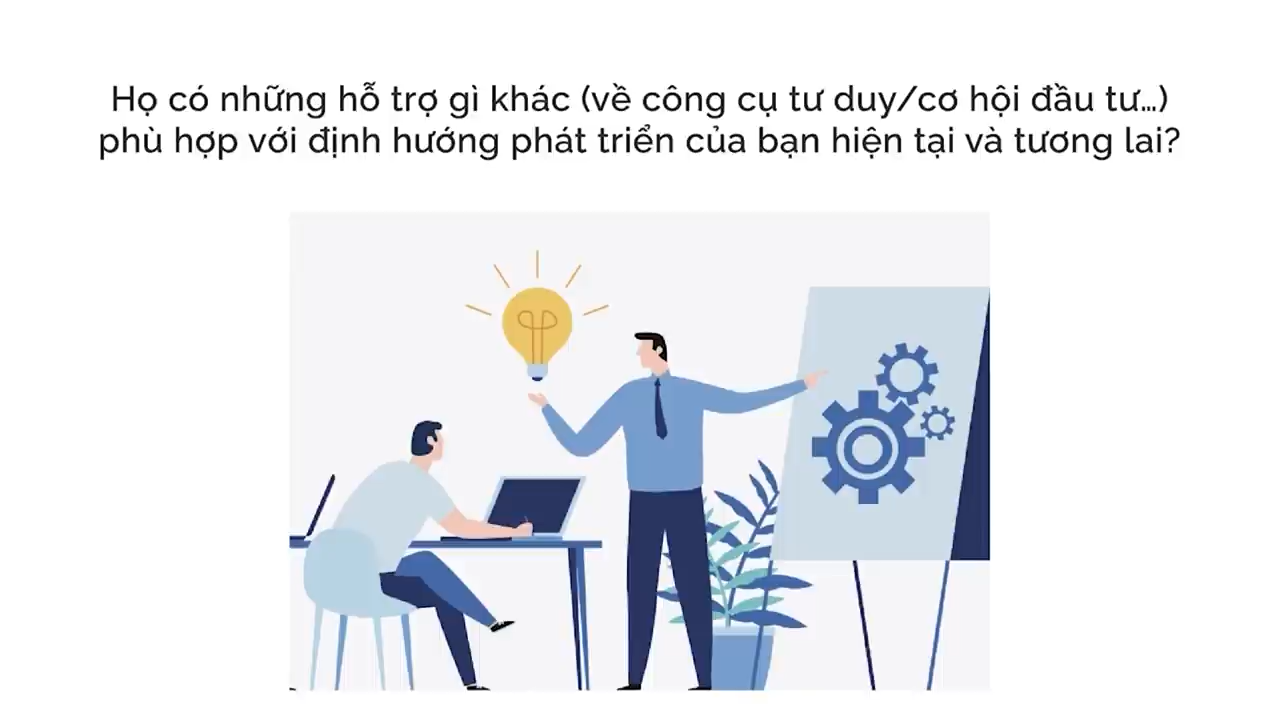 Họ có những hỗ trợ gì khác (về công cụ tư duy/cơ hội đầu tư...)
phù hợp với định hướng phát triển của bạn hiện tại và tương lai?